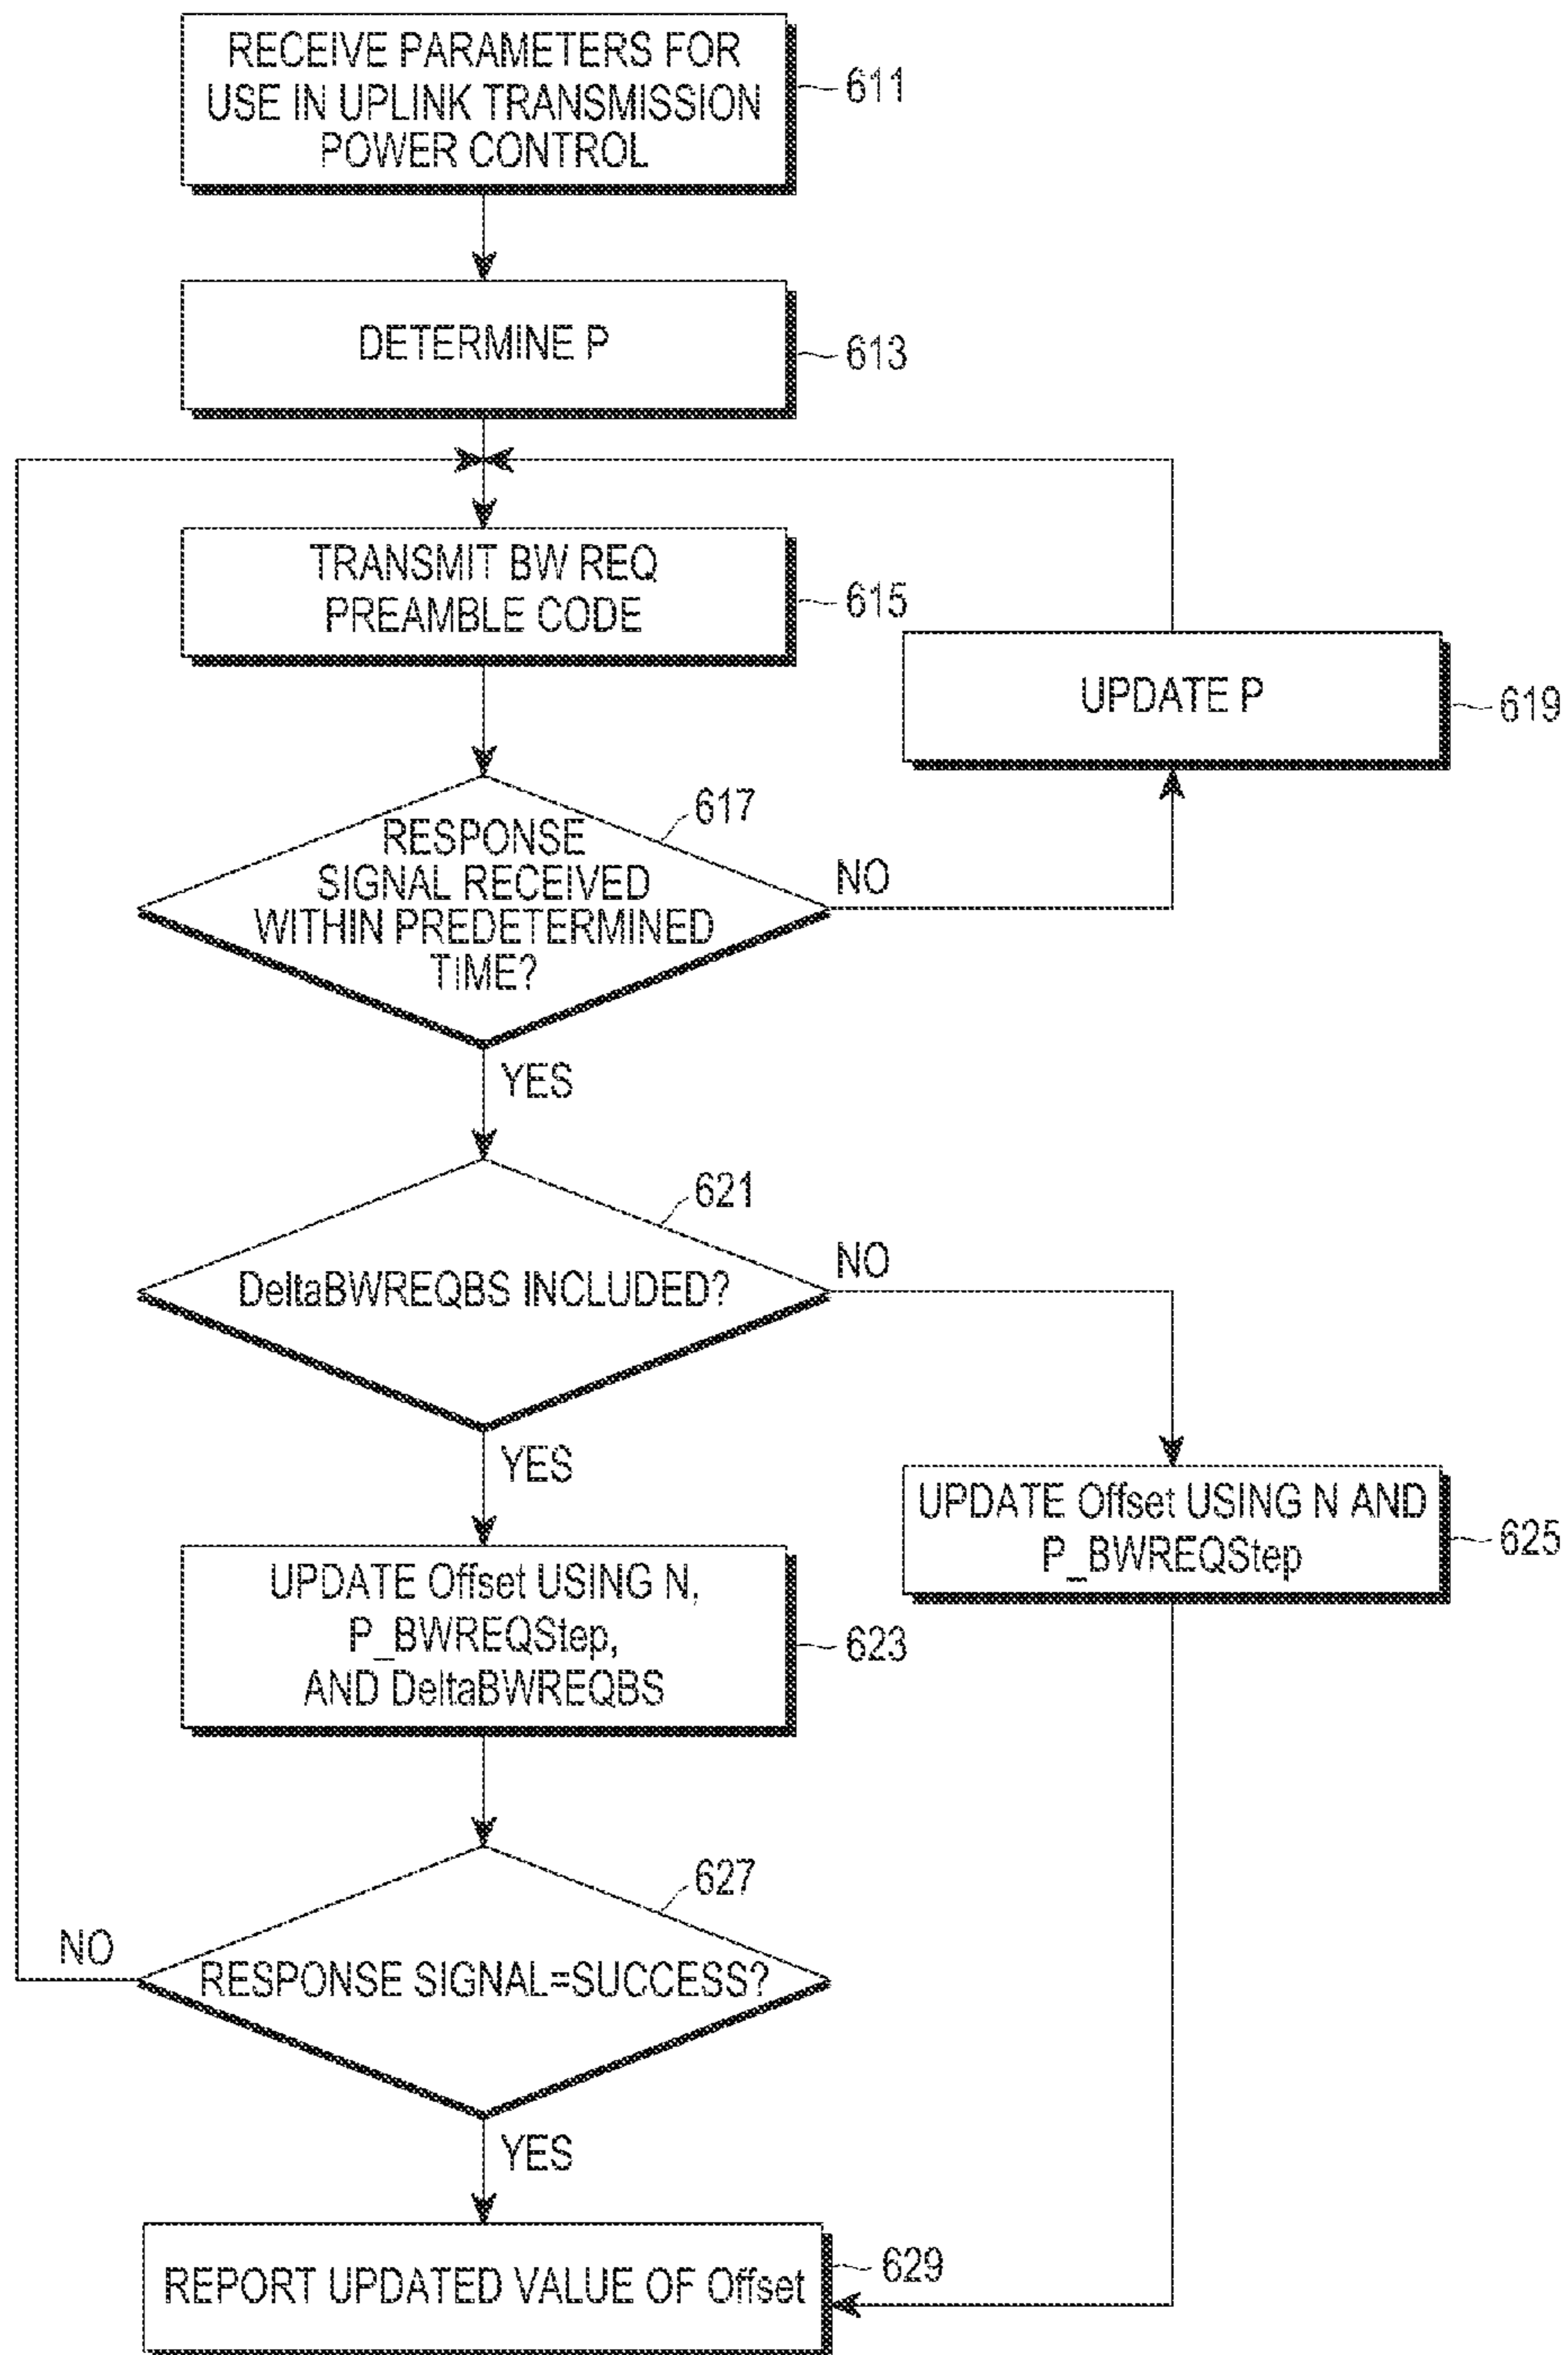 RECEIVE PARAMETERS FOR
USE IN UPLINK TRANSMISSION
POWER CONTROL
611
DETERMINE P
613
TRANSMIT BW REQ
PREAMBLE CODE
615
UPDATE P
619
617
RESPONSE
SIGNAL RECEIVED
WITHIN PREDETERMINED
TIME?
NO
YES
621
DeltaBWREQBS INCLUDED?
NO
YES
UPDATE Offset USING N AND
P_BWREQStep
625
UPDATE Offset USING N,
P_BWREQStep,
AND DeltaBWREQBS
623
627
NO
RESPONSE SIGNAL=SUCCESS?
YES
REPORT UPDATED VALUE OF Offset
629